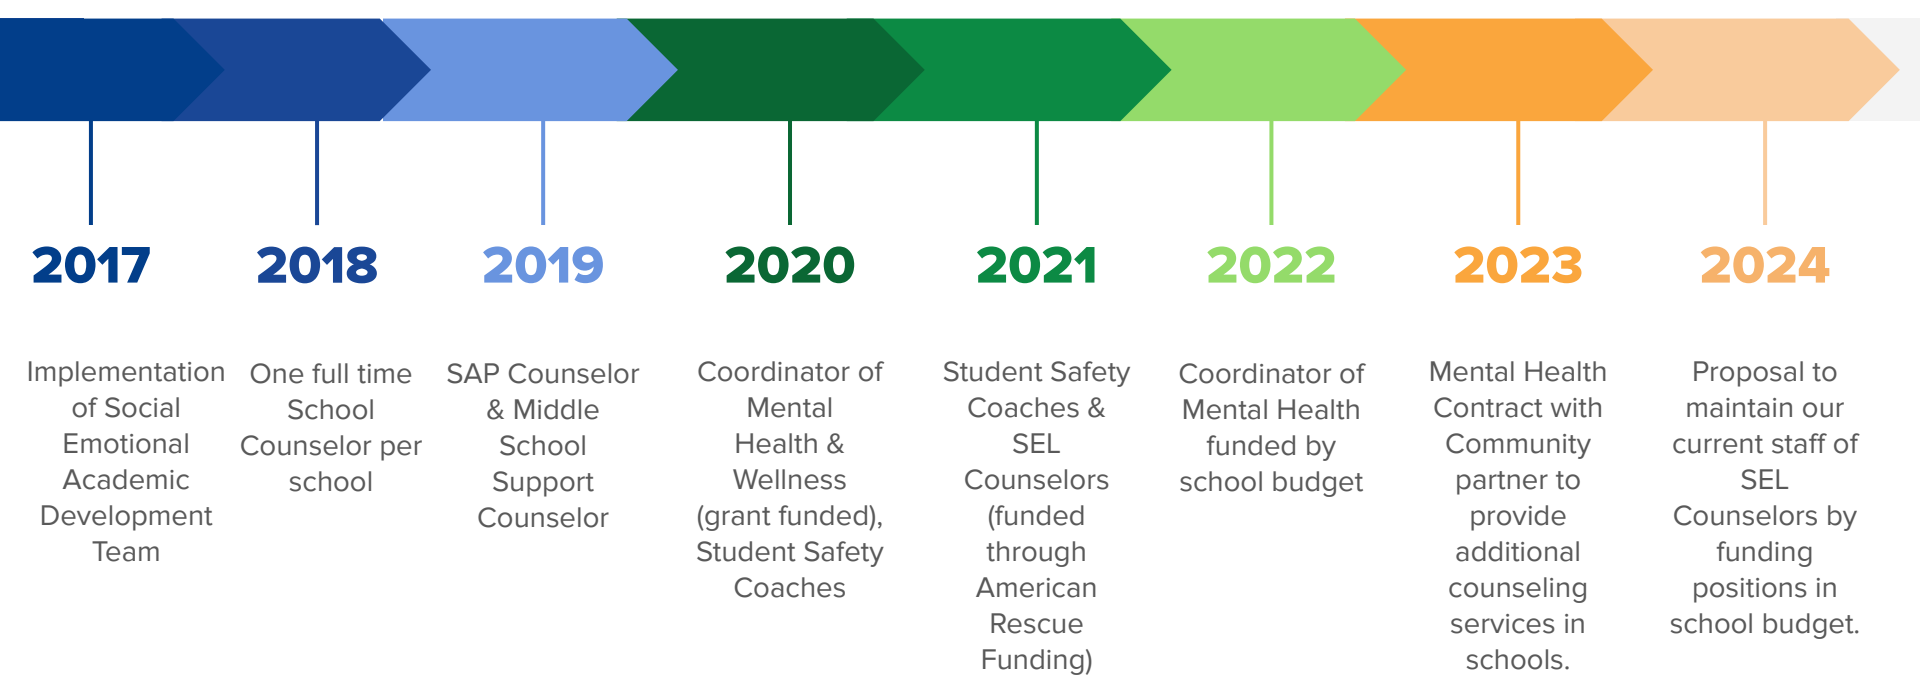 2017
Implementation
of Social
Emotional
Academic
Development
Team
2018
One full time
School
Counselor per
school
2019
SAP Counselor
& Middle
School
Support
Counselor
2020
Coordinator of
Mental
Health &
Wellness
(grant funded),
Student Safety
Coaches
2021
Student Safety
Coaches &
SEL
Counselors
(funded
through
American
Rescue
Funding)
2022
Coordinator of
Mental Health
funded by
school budget
2023
Mental Health
Contract with
Community
partner to
provide
additional
counseling
services in
schools.
2024
Proposal to
maintain our
current staff of
SEL
Counselors by
funding
positions in
school budget.